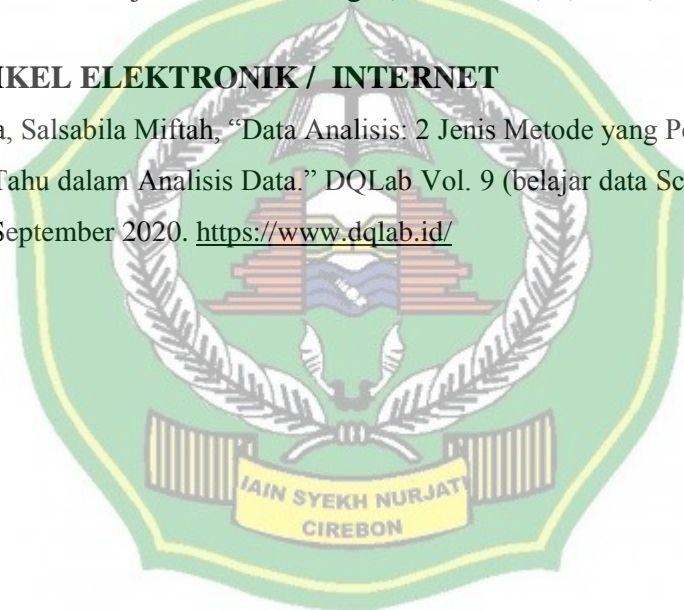 IKEL ELEKTRONIK / INTERNET
a, Salsabila Miftah, “Data Analisis: 2 Jenis Metode yang Pe
Tahu dalam Analisis Data.” DQLab Vol. 9 (belajar data Sc
September 2020. https://www.dqlab.id/
IAIN SYEKH NURJATI
CIREBON